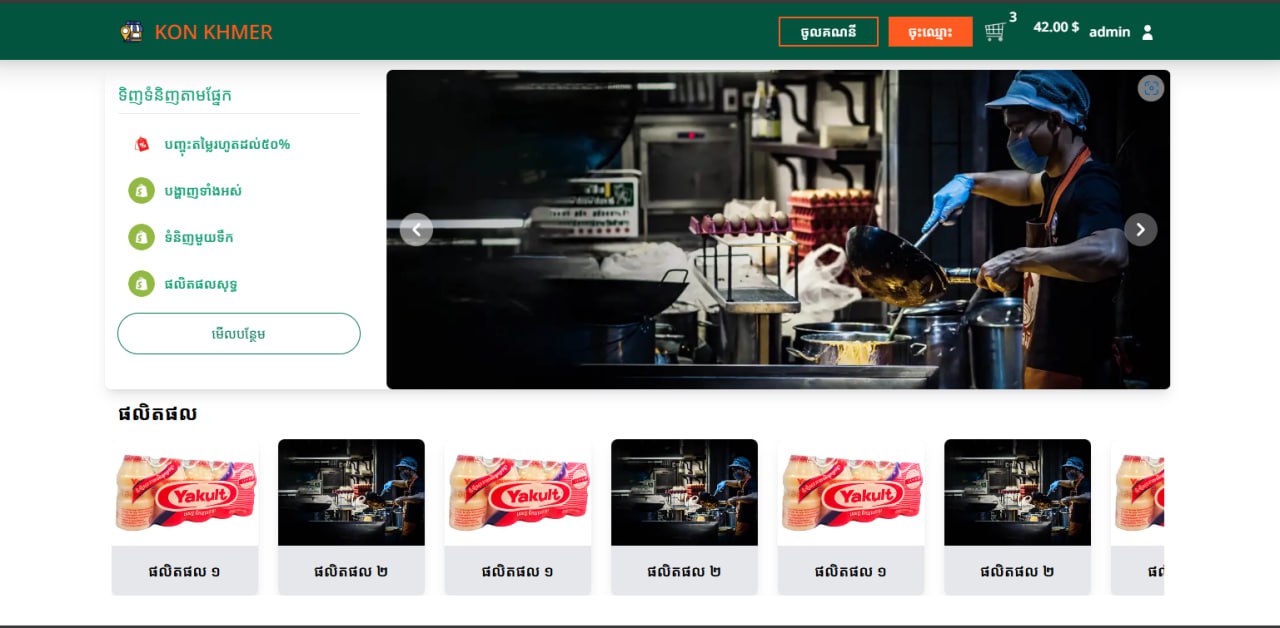 KON KHMER
ចូលគណនី
ចុះឈ្មោះ
3
42.00 $
admin
ទិញទំនិញតាមផ្នែក
បញ្ចុះតម្លៃរហូតដល់៥០%
បង្ហាញទាំងអស់
ទំនិញមួយទឹក
ផលិតផលសុទ្ធ
មើលបន្ថែម
ផលិតផល
Yakult
Yakult
Yakult
ផលិតផល ១
ផលិតផល ២
ផលិតផល ១
ផលិតផល ២
ផលិតផល ១
ផលិតផល ២